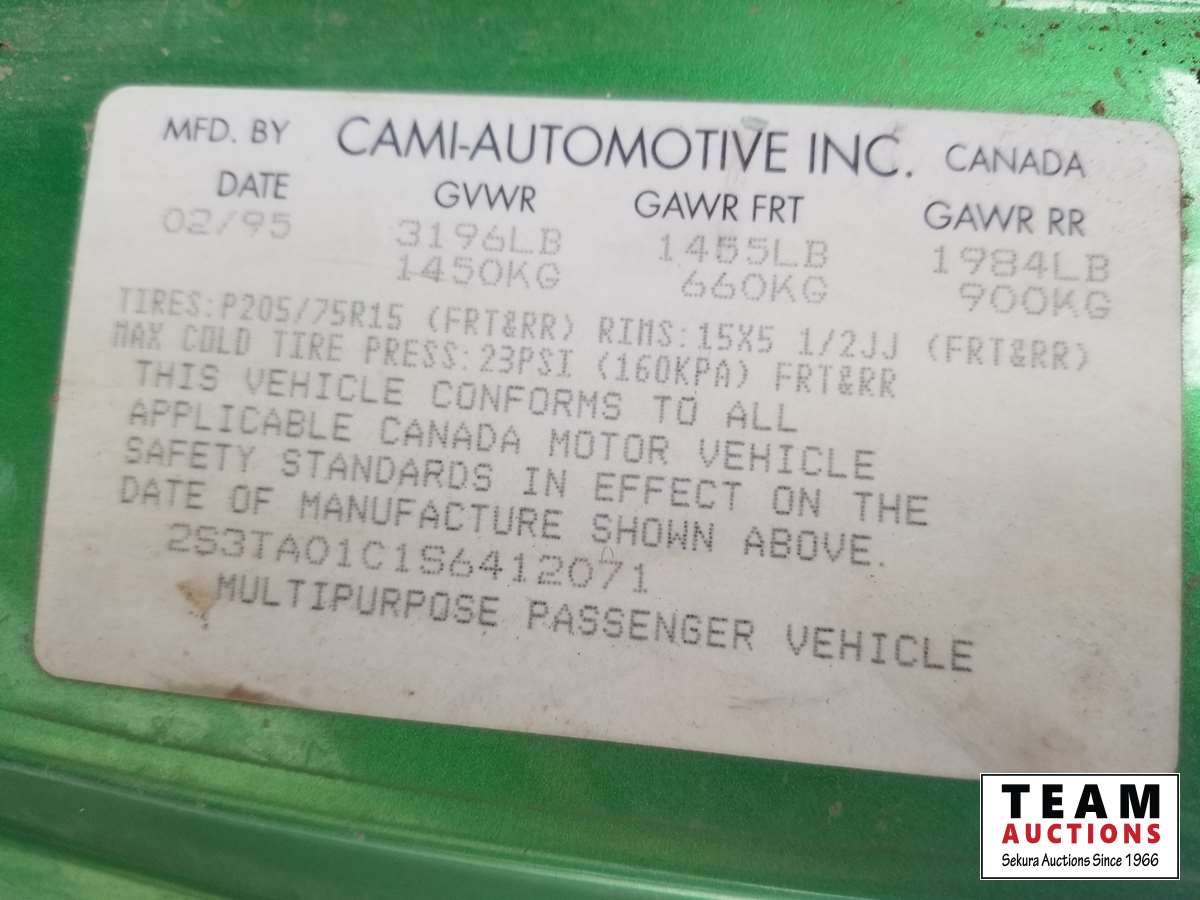 MFD. BY CAMI-AUTOMOTIVE INC. CANADA
DATE GVWR GAWR FRT GAWR RR
02/95 3196LB 1455LB 1984LB
1450KG 660KG 900KG
TIRES:P205/75R15 (FRT&RR) RIMS:15X5 1/2JJ (FRT&RR)
MAX COLD TIRE PRESS:23PSI (160KPA) FRT&RR
THIS VEHICLE CONFORMS TO ALL
APPLICABLE CANADA MOTOR VEHICLE
SAFETY STANDARDS IN EFFECT ON THE
DATE OF MANUFACTURE SHOWN ABOVE.
2S3TA01C1S6412071
MULTIPURPOSE PASSENGER VEHICLE
TEAM
AUCTIONS
Sekura Auctions Since 1966